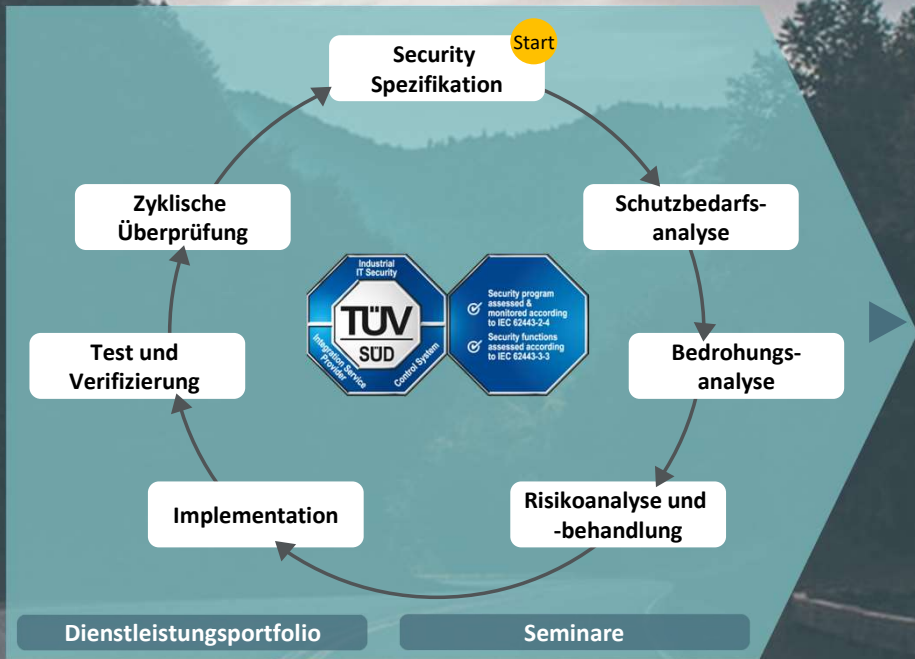 Start
Security
Spezifikation
Schutzbedarfs-
analyse
Bedrohungs-
analyse
Risikoanalyse und
-behandlung
Implementation
Test und
Verifizierung
Zyklische
Überprüfung
Industrial
IT Security
TÜV
SÜD
Integration Service
Provider
Control System
Security program
assessed &
monitored according
to IEC 62443-2-4
Security functions
assessed according
to IEC 62443-3-3
Dienstleistungsportfolio
Seminare